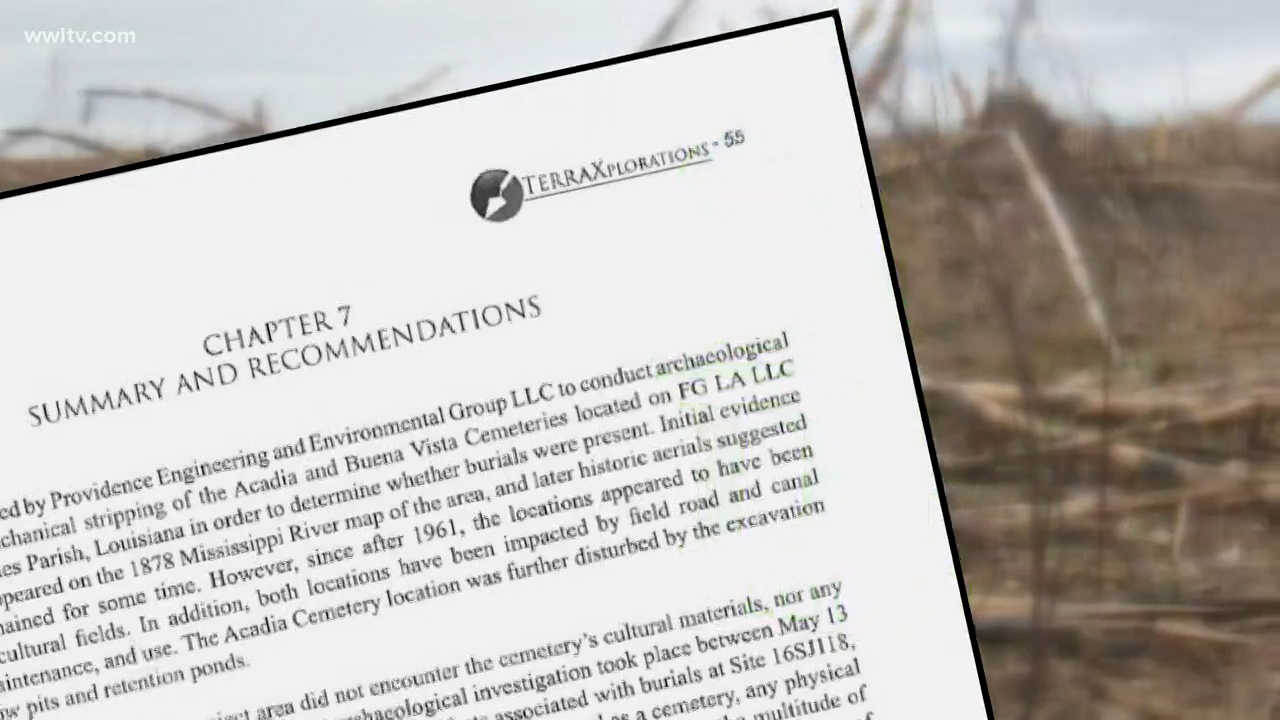 wwltv.com
TERRAXPLORATIONS - 55
CHAPTER 7
SUMMARY AND RECOMMENDATIONS
ed by Providence Engineering and Environmental Group LLC to conduct archaeological
chanical stripping of the Acadia and Buena Vista Cemeteries located on FG LA LLC
es Parish, Louisiana in order to determine whether burials were present. Initial evidence
peared on the 1878 Mississippi River map of the area, and later historic aerials suggested
ained for some time. However, since after 1961, the locations appeared to have been
cultural fields. In addition, both locations have been impacted by field road and canal
aintenance, and use. The Acadia Cemetery location was further disturbed by the excavation
ow pits and retention ponds.
ject area did not encounter the cemetery's cultural materials, nor any
haeological investigation took place between May 13
ts associated with burials at Site 16SJ118,
as a cemetery, any physical
multitude of